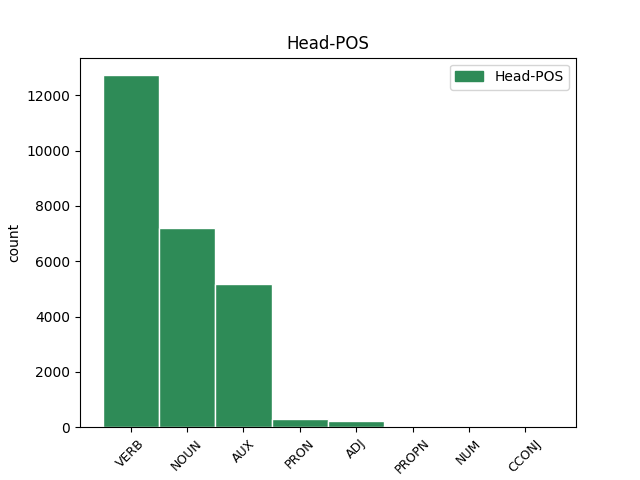 Head-POS
Head-POS
12000
10000
8000
6000
4000
2000
0
count
VERB
NOUN
AUX
PRON
ADJ
PROPN
NUM
CCONJ